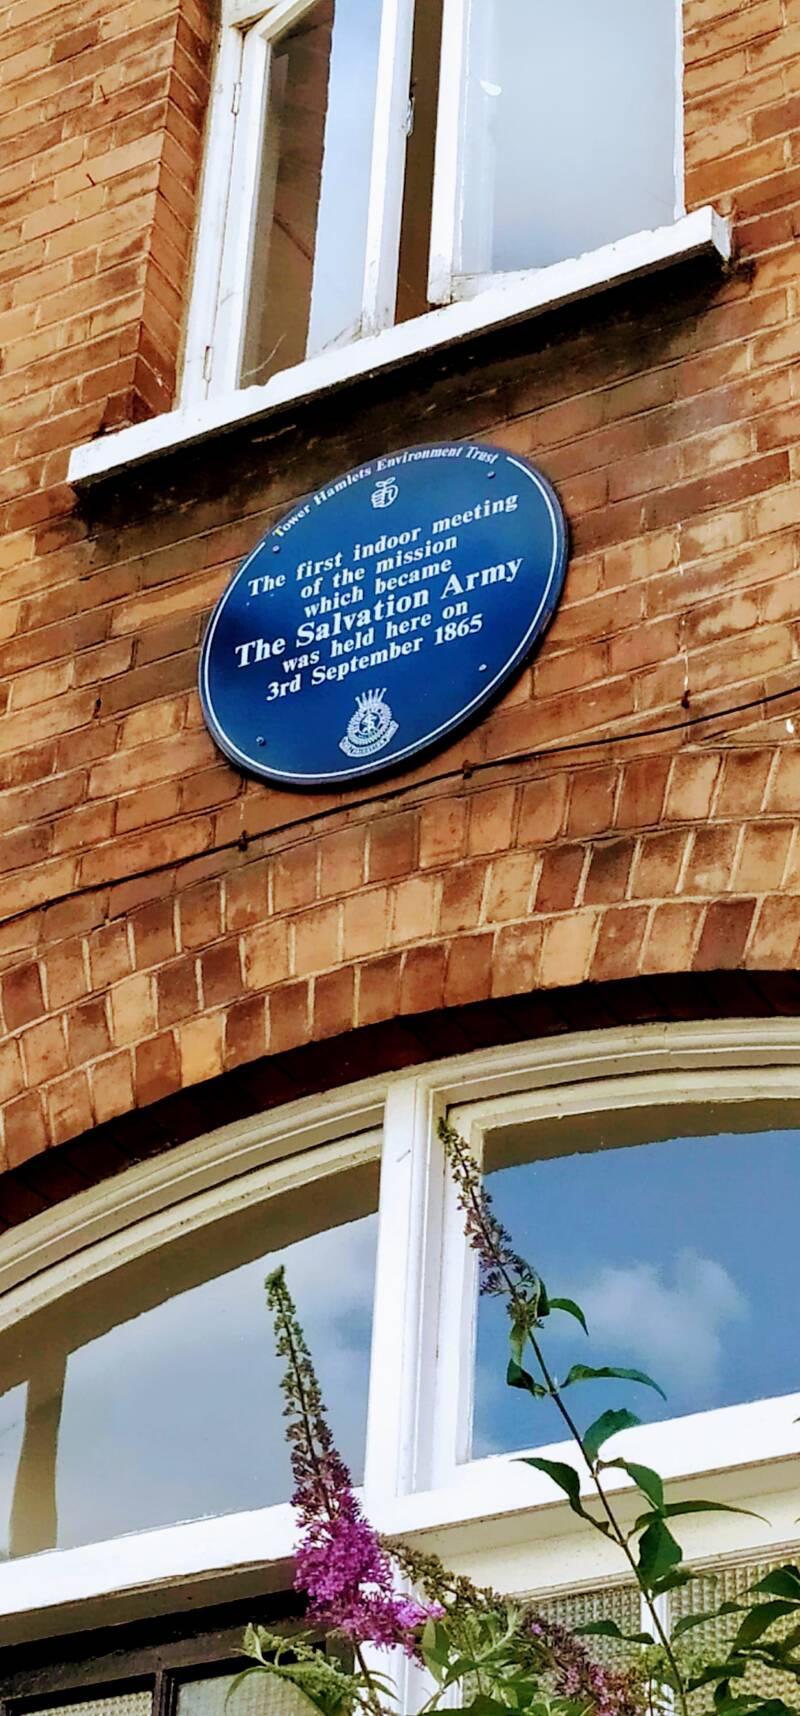 Tower Hamlets Environment Trust
The first indoor meeting
of the mission
which became
The Salvation Army
was held here on
3rd September 1865